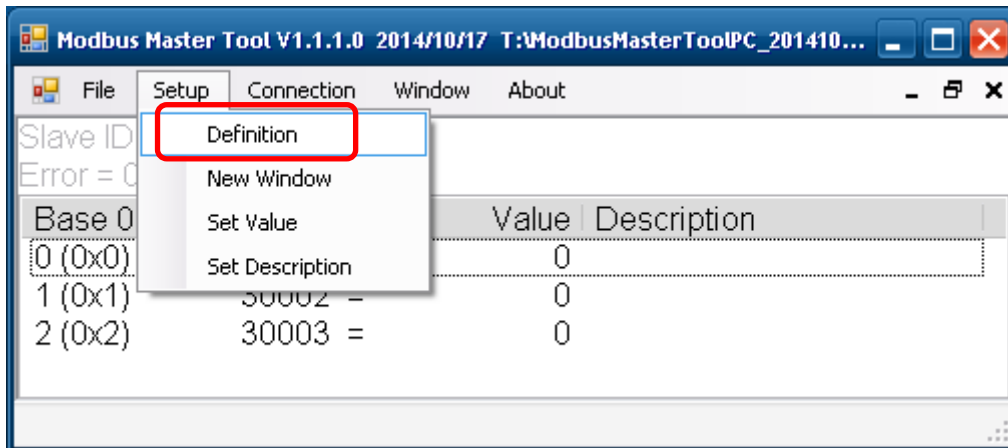 Modbus Master Tool V1.1.1.0 2014/10/17 T:\ModbusMasterToolPC_201410...
File Setup Connection Window About
Slave ID
Definition
Error = 0
New Window
Base 0 Value Description
Set Value
0 (0x0) 0
Set Description
1 (0x1) 30002 = 0
2 (0x2) 30003 = 0